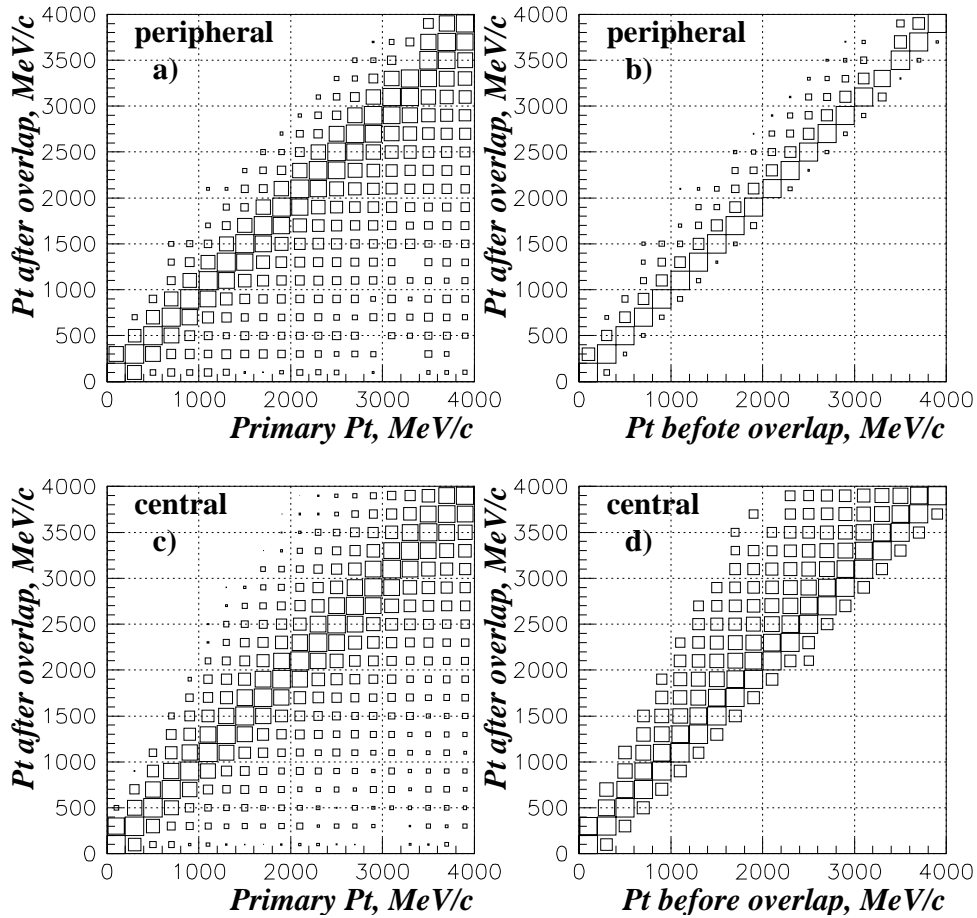 Pt after overlap, MeV/c
4000
3500
3000
2500
2000
1500
1000
500
0
peripheral
a)
0 1000 2000 3000 4000
Primary Pt, MeV/c
Pt after overlap, MeV/c
4000
3500
3000
2500
2000
1500
1000
500
0
peripheral
b)
0 1000 2000 3000 4000
Pt befote overlap, MeV/c
Pt after overlap, MeV/c
4000
3500
3000
2500
2000
1500
1000
500
0
central
c)
0 1000 2000 3000 4000
Primary Pt, MeV/c
Pt after overlap, MeV/c
4000
3500
3000
2500
2000
1500
1000
500
0
central
d)
0 1000 2000 3000 4000
Pt before overlap, MeV/c